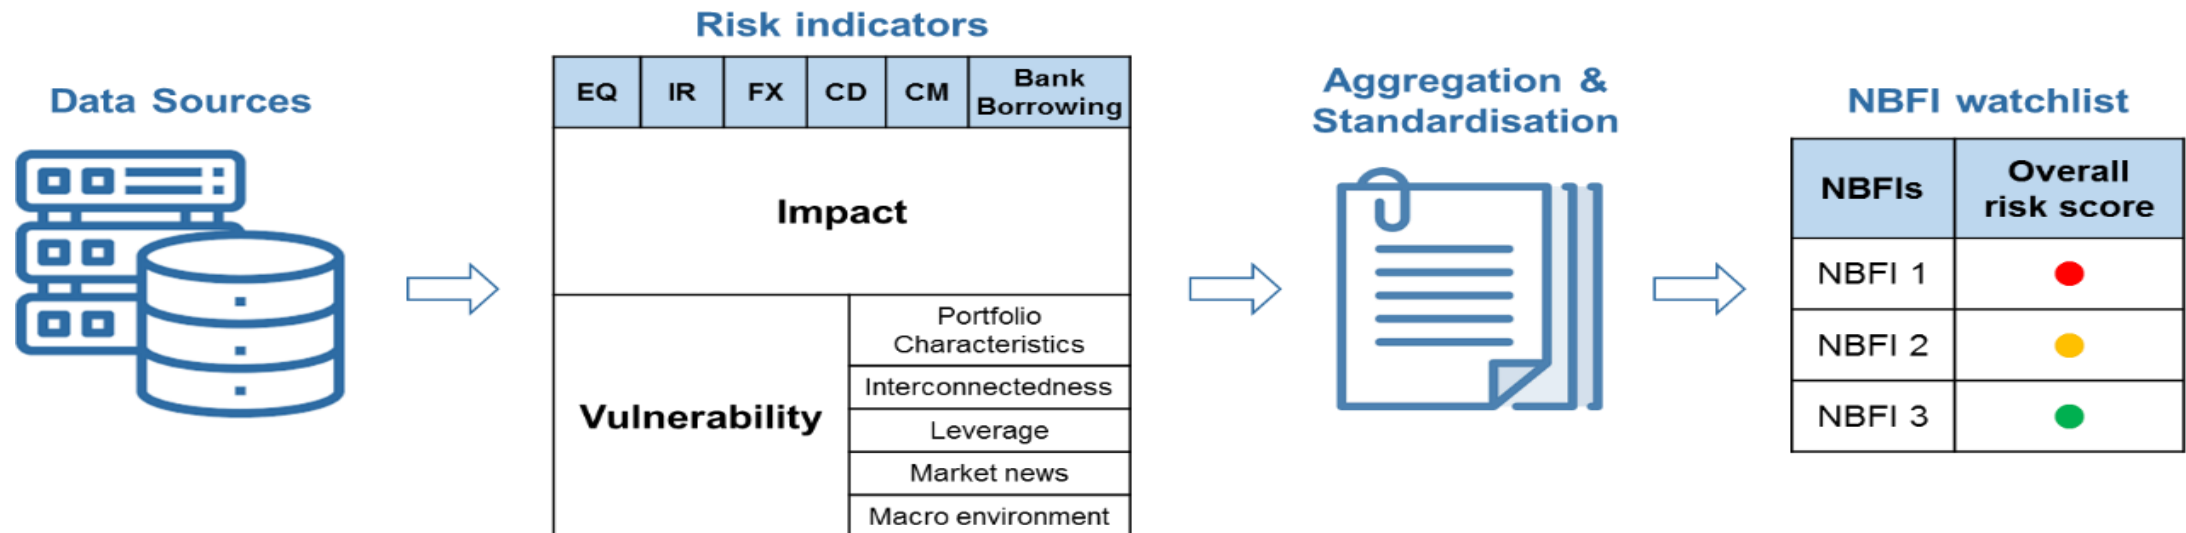 Data Sources
Risk indicators
EQ IR FX CD CM Bank
Borrowing
Impact
Vulnerability
Portfolio
Characteristics
Interconnectedness
Leverage
Market news
Macro environment
Aggregation &
Standardisation
NBFI watchlist
NBFIs Overall
risk score
NBFI 1
NBFI 2
NBFI 3